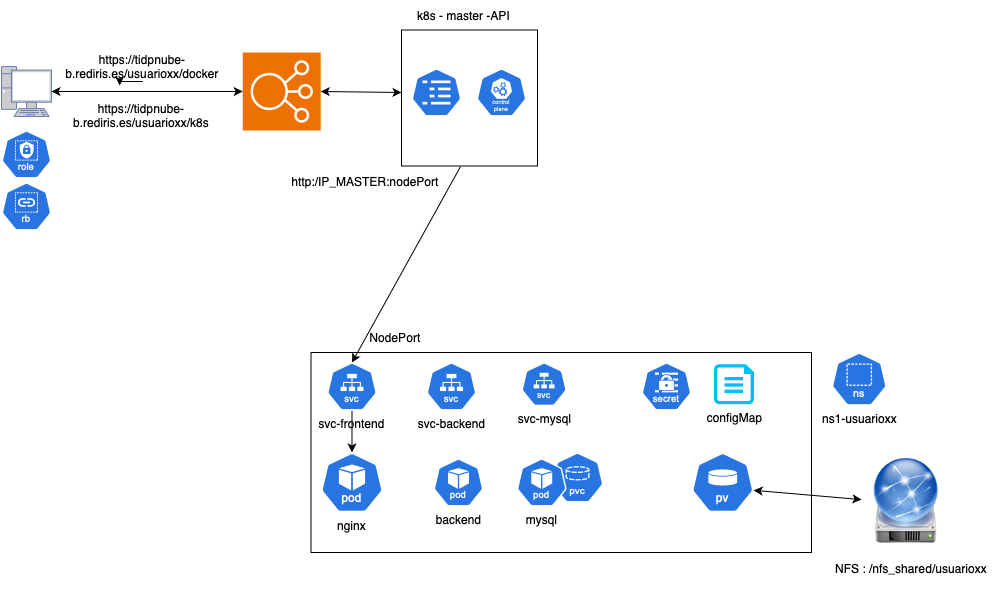 k8s - master -API
https://tidpnube-
b.rediris.es/usuarioxx/docker
https://tidpnube-
b.rediris.es/usuarioxx/k8s
control
plane
role
rb
http:/IP_MASTER:nodePort
NodePort
svc
svc
svc
secret
ns
svc-frontend
svc-backend
svc-mysql
configMap
ns1-usuarioxx
pod
pod
pod
pvc
pv
nginx
backend
mysql
NFS : /nfs_shared/usuarioxx